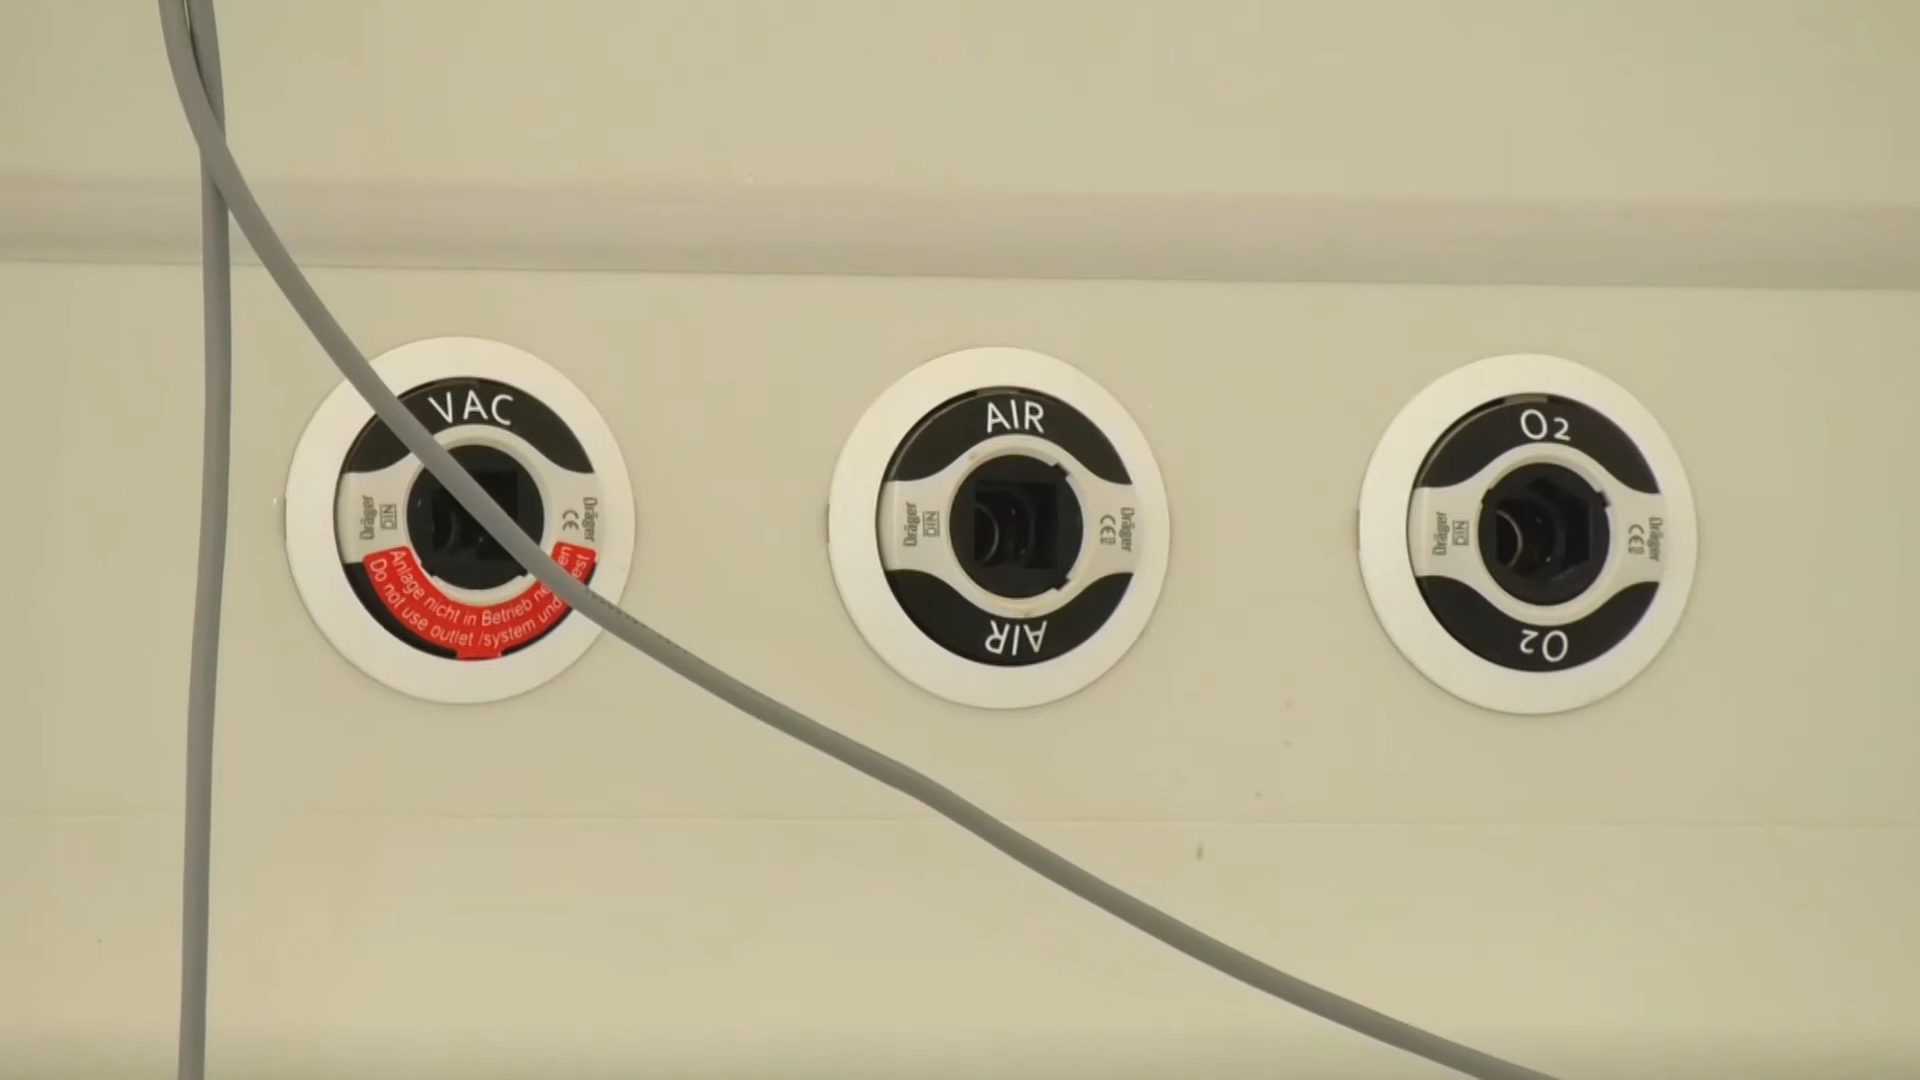 VAC
Dräger
DIN
CE
Dräger
Anlage nicht in Betrieb
Do not use outlet /system
AIR
Dräger
DIN
CE
Dräger
AIR
O2
Dräger
DIN
CE
Dräger
O2